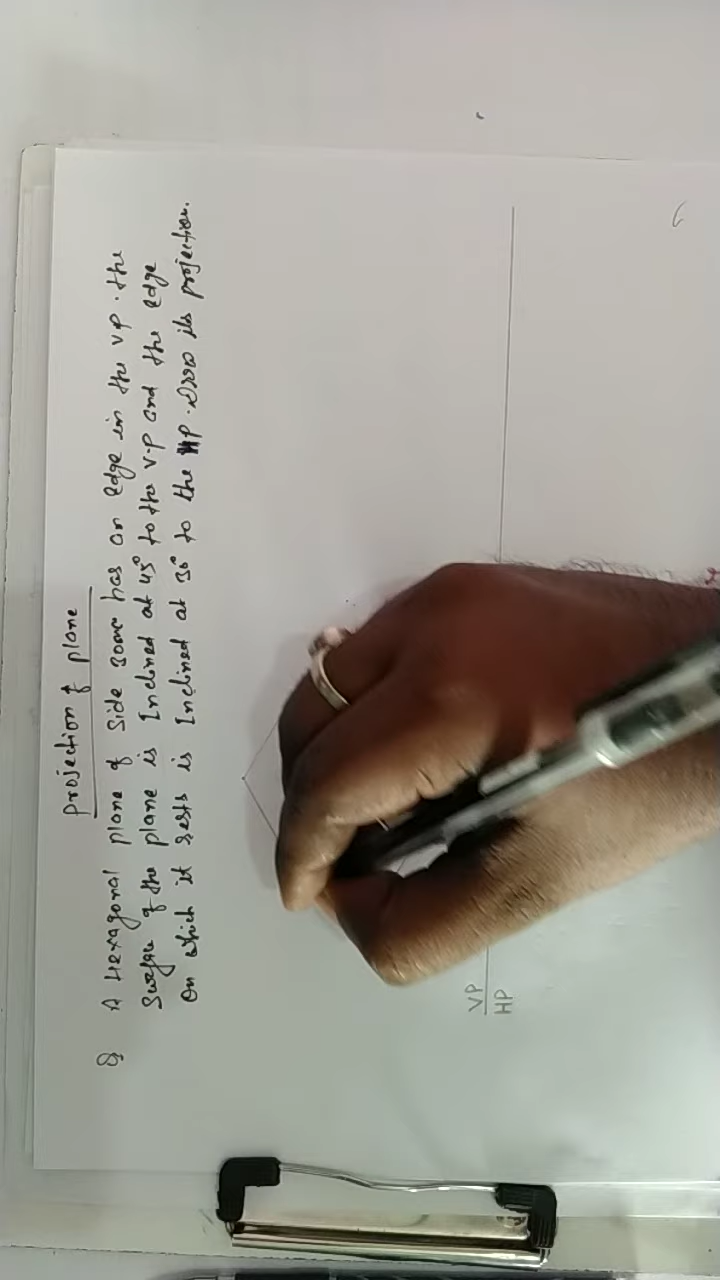 projection of plane
Q A Hexagonal plane of side 30mm has an edge in the VP. the
Surface of the plane is Inclined at 45° to the V.P and the edge
on which it rests is Inclined at 30° to the HP. Draw its projection.
VP
HP